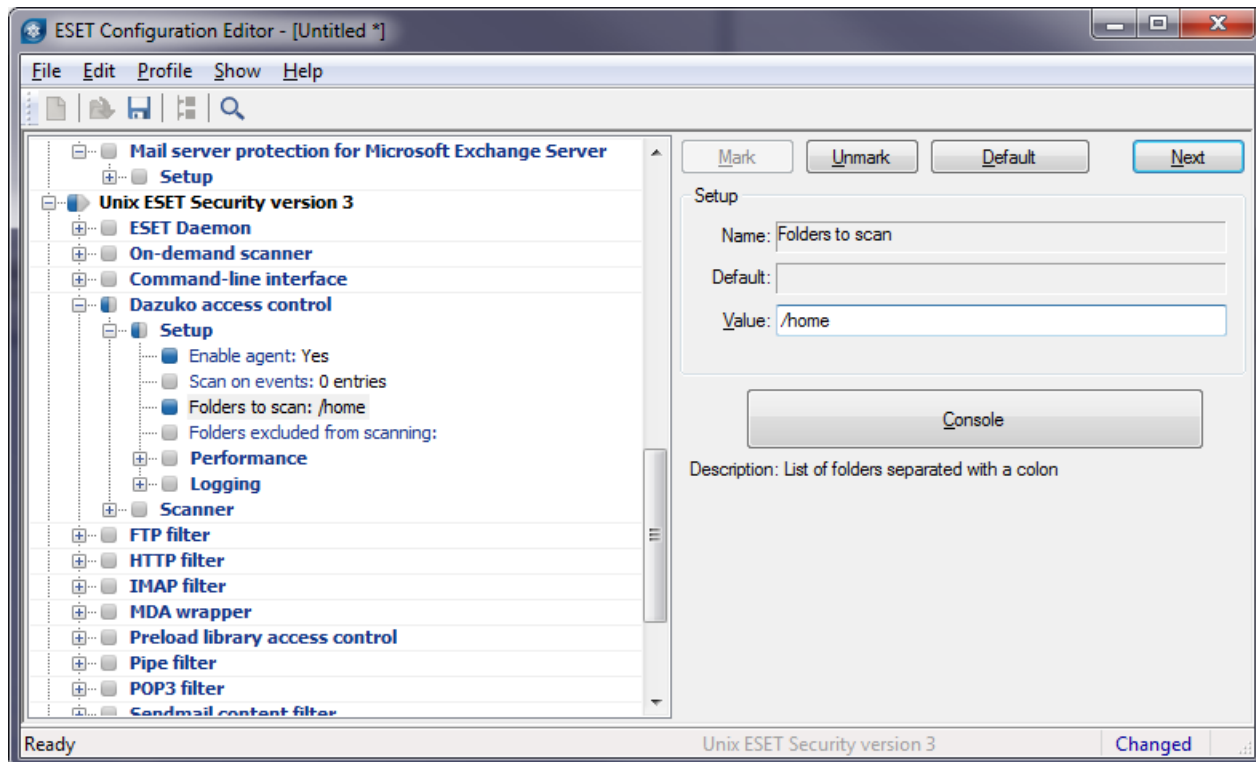 ESET Configuration Editor - [Untitled *]
File Edit Profile Show Help
Mail server protection for Microsoft Exchange Server
Setup
Unix ESET Security version 3
ESET Daemon
On-demand scanner
Command-line interface
Dazuko access control
Setup
Enable agent: Yes
Scan on events: 0 entries
Folders to scan: /home
Folders excluded from scanning:
Performance
Logging
Scanner
FTP filter
HTTP filter
IMAP filter
MDA wrapper
Preload library access control
Pipe filter
POP3 filter
Sendmail content filter
Mark Unmark Default Next
Setup
Name: Folders to scan
Default:
Value: /home
Console
Description: List of folders separated with a colon
Ready Unix ESET Security version 3 Changed